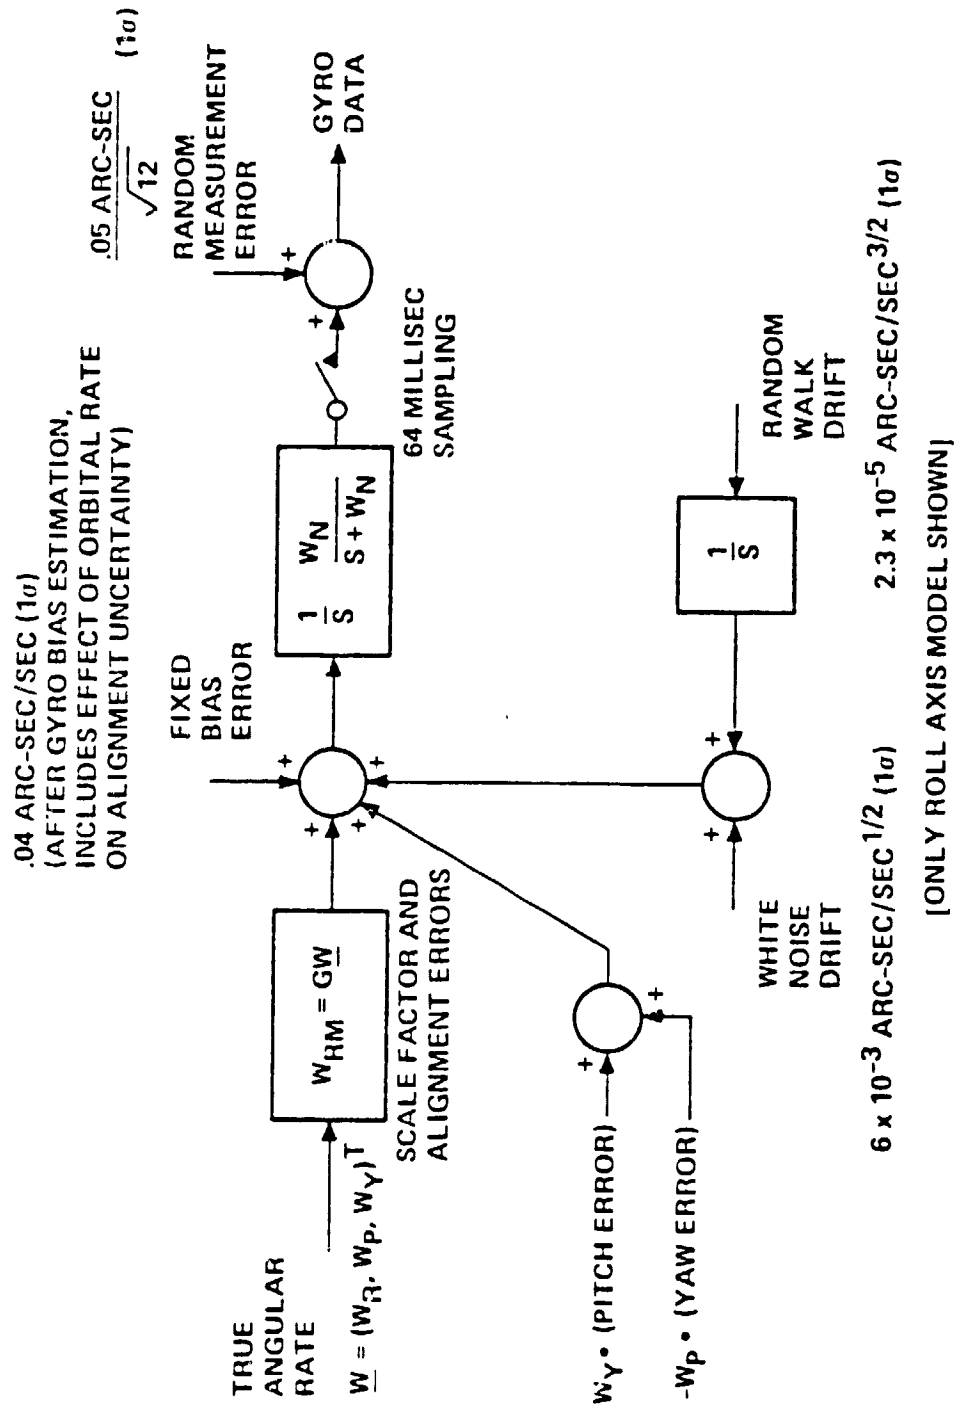 .04 ARC-SEC/SEC (1σ)
(AFTER GYRO BIAS ESTIMATION,
INCLUDES EFFECT OF ORBITAL RATE
ON ALIGNMENT UNCERTAINTY)
.05 ARC-SEC
√12
(1σ)
RANDOM
MEASUREMENT
ERROR
FIXED
BIAS
ERROR
TRUE
ANGULAR
RATE
W = (W_R, W_P, W_Y)^T
W_RM = GW
SCALE FACTOR AND
ALIGNMENT ERRORS
+
+
+
+
1/S
W_N
S + W_N
64 MILLISEC
SAMPLING
+
+
GYRO
DATA
W_Y • (PITCH ERROR)
-W_P • (YAW ERROR)
+
+
WHITE
NOISE
DRIFT
+
+
1/S
RANDOM
WALK
DRIFT
6 x 10^-3 ARC-SEC/SEC^1/2 (1σ)
2.3 x 10^-5 ARC-SEC/SEC^3/2 (1σ)
[ONLY ROLL AXIS MODEL SHOWN]